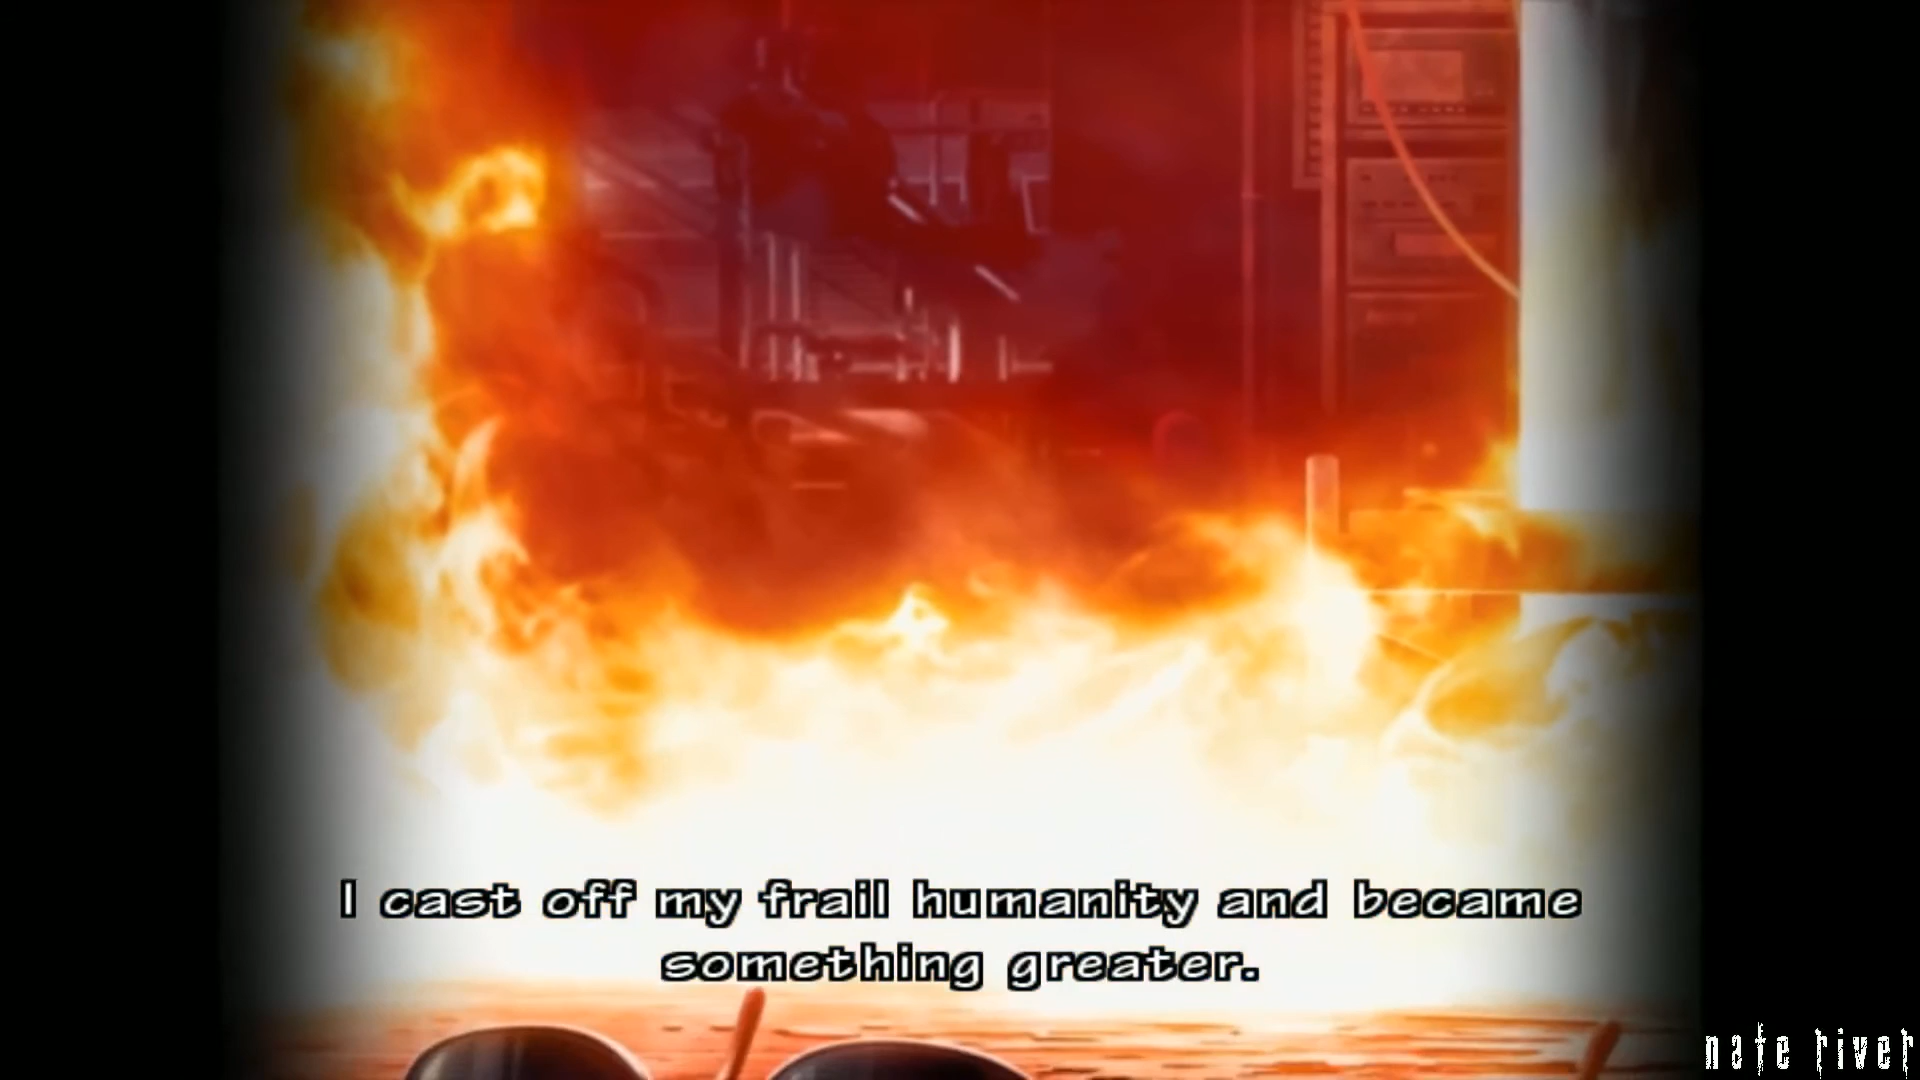 I cast off my frail humanity and became
something greater.
nate river